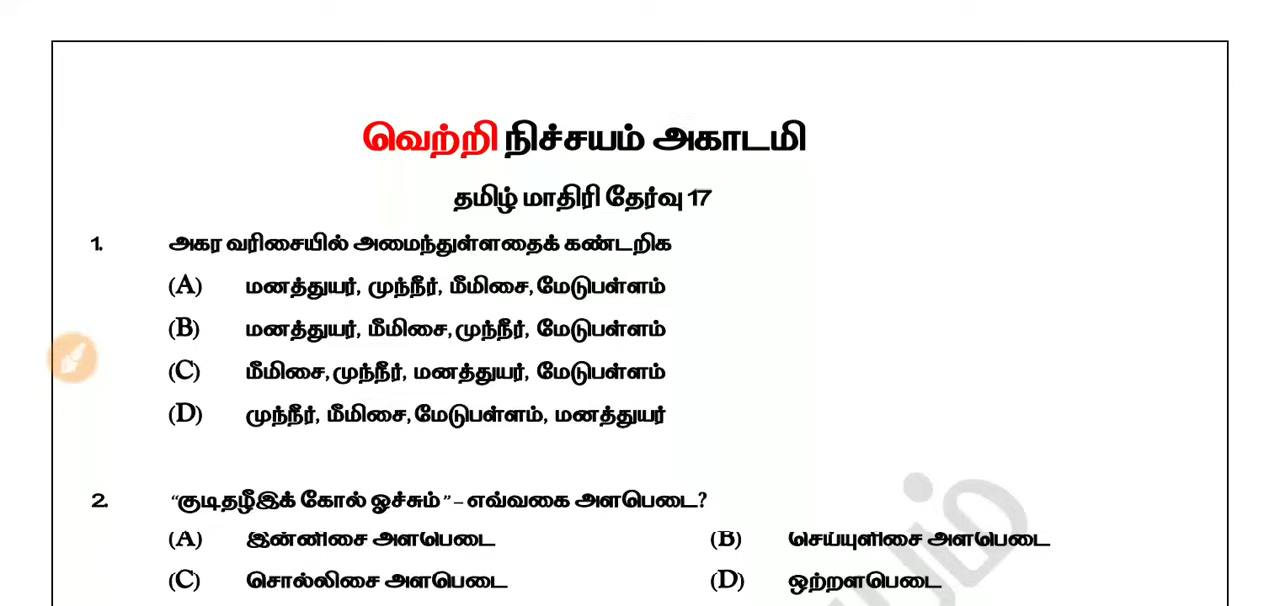 வெற்றி நிச்சயம் அகாடமி
தமிழ் மாதிரி தேர்வு 17
1. அகர வரிசையில் அமைந்துள்ளதைக் கண்டறிக
(A) மனத்துயர், முந்நீர், மீமிசை, மேடுபள்ளம்
(B) மனத்துயர், மீமிசை, முந்நீர், மேடுபள்ளம்
(C) மீமிசை, முந்நீர், மனத்துயர், மேடுபள்ளம்
(D) முந்நீர், மீமிசை, மேடுபள்ளம், மனத்துயர்
2. “குடிதழீஇக் கோல் ஓச்சும்” – எவ்வகை அளபெடை?
(A) இன்னிசை அளபெடை (B) செய்யுளிசை அளபெடை
(C) சொல்லிசை அளபெடை (D) ஒற்றளபெடை